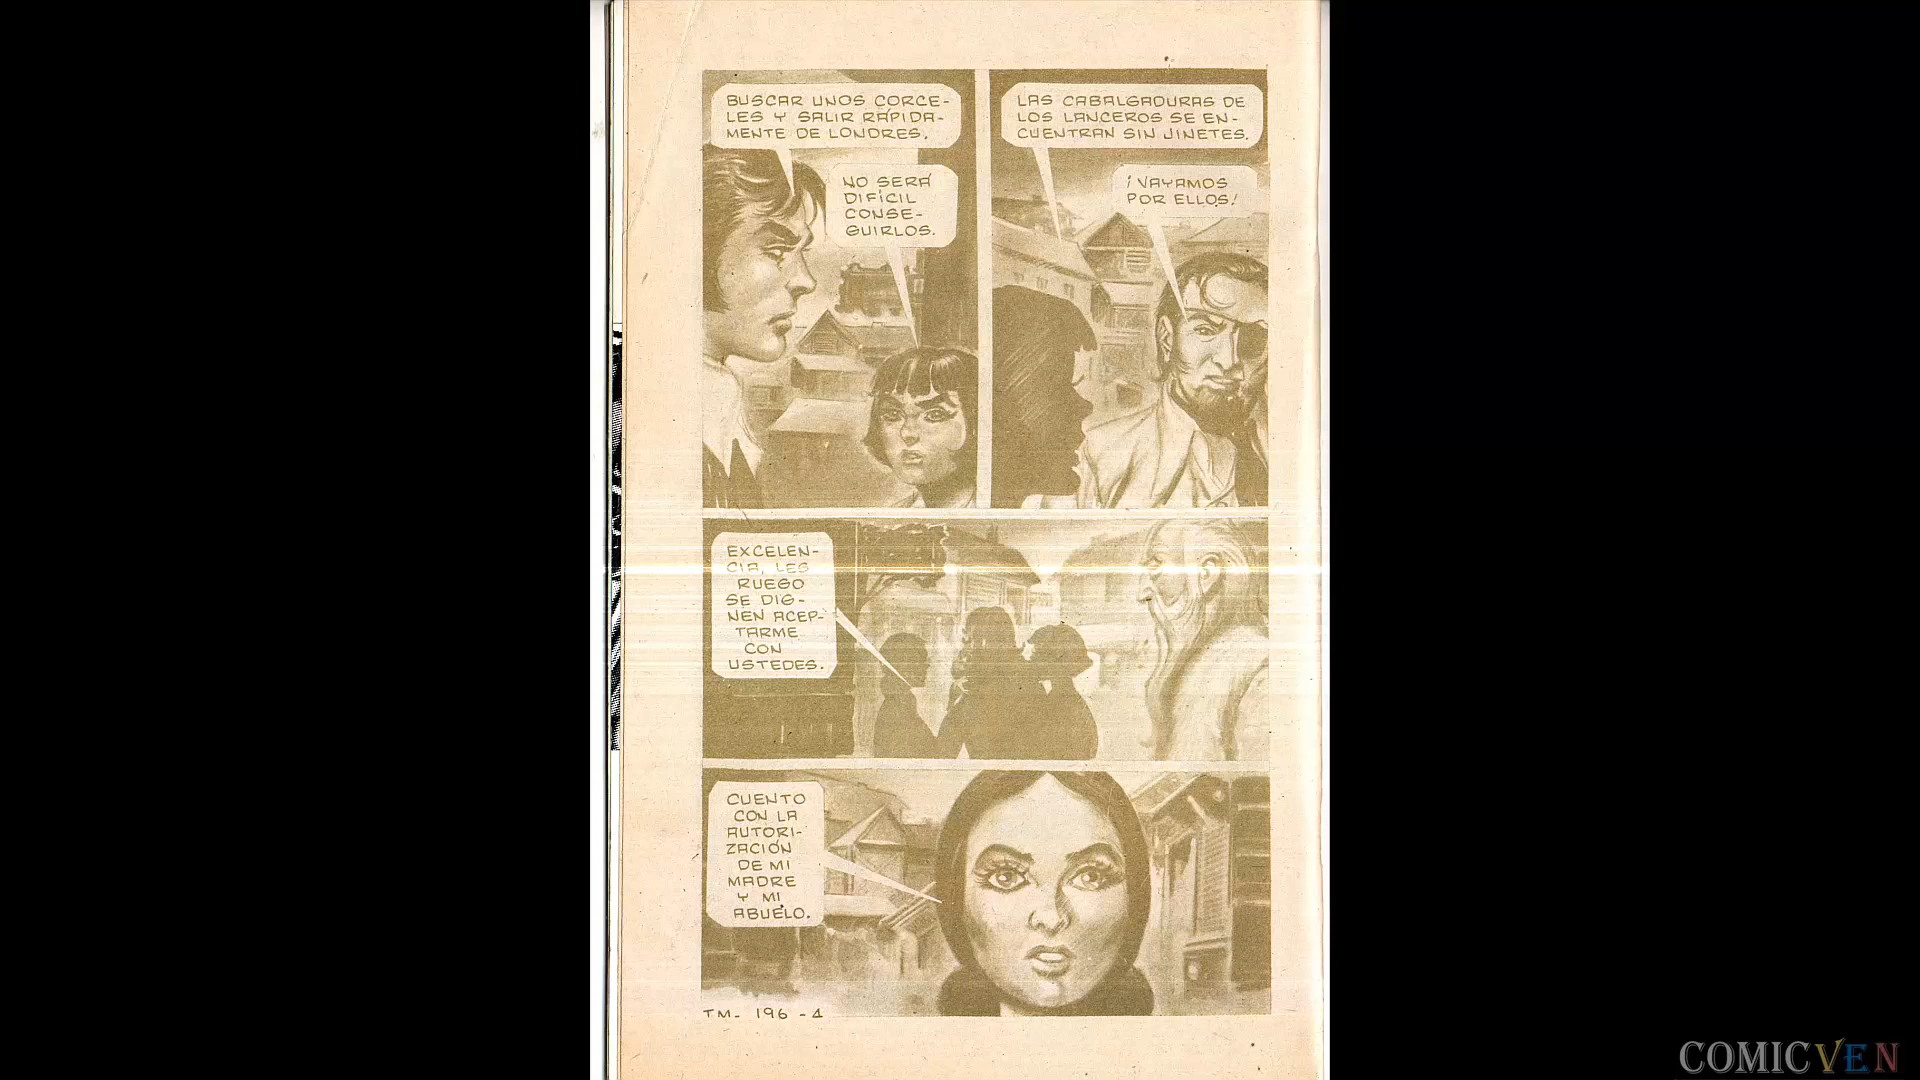 BUSCAR UNOS CORCE-
LES Y SALIR RÁPIDA-
MENTE DE LONDRES.
NO SERÁ
DIFÍCIL
CONSE-
GUIRLOS.
LAS CABALGADURAS DE
LOS LANCEROS SE EN-
CUENTRAN SIN JINETES.
¡VAYAMOS
POR ELLOS!
EXCELEN-
CIA, LES
RUEGO
SE DIG-
NEN ACEP-
TARME
CON
USTEDES.
CUENTO
CON LA
AUTORI-
ZACIÓN
DE MI
MADRE
Y MI
ABUELO.
TM- 196 - 4
COMICVEN